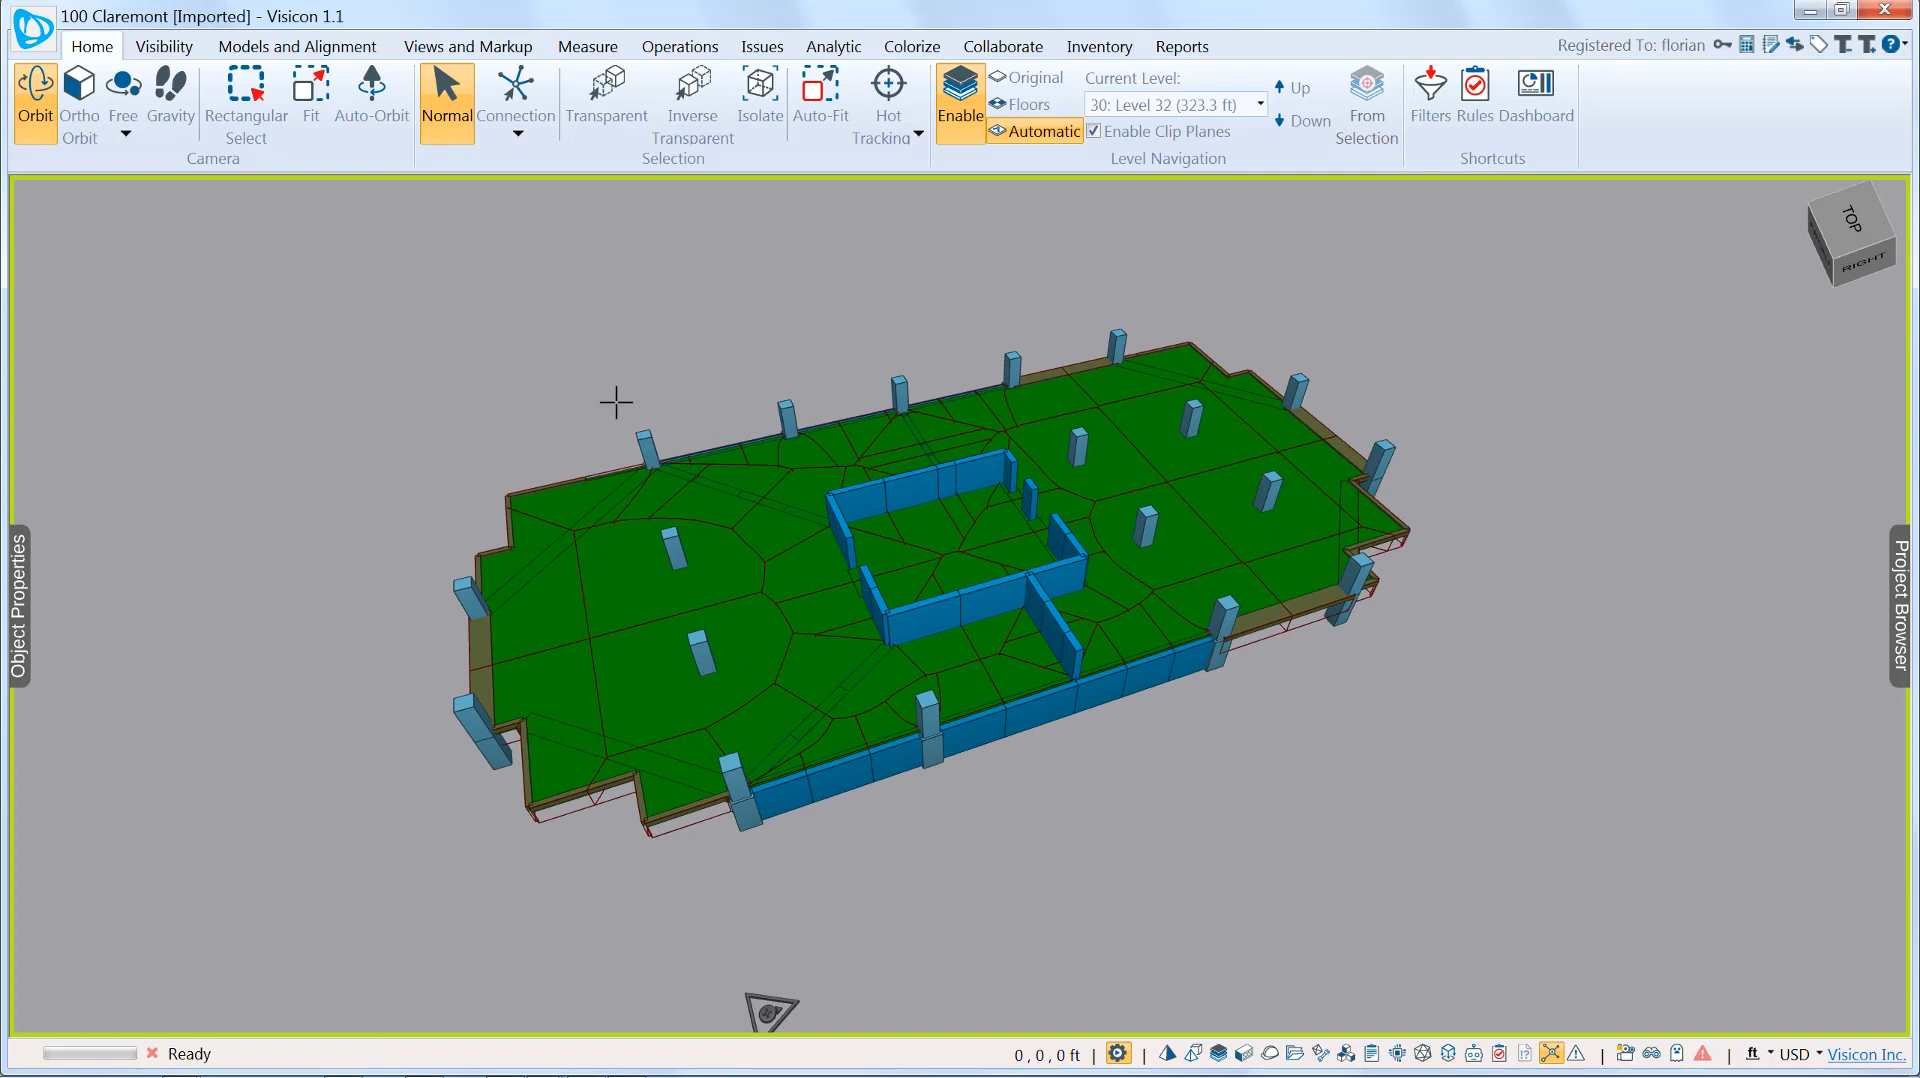 100 Claremont [Imported] - Visicon 1.1
Home Visibility Models and Alignment Views and Markup Measure Operations Issues Analytic Colorize Collaborate Inventory Reports
Registered To: florian
Orbit Ortho Orbit Free Gravity Rectangular Select Fit Auto-Orbit
Camera
Normal Connection Transparent Inverse Transparent Isolate Auto-Fit Hot Tracking
Selection
Enable Original Floors Automatic
Current Level:
30: Level 32 (323.3 ft)
Enable Clip Planes
Up
Down
From Selection
Level Navigation
Filters Rules Dashboard
Shortcuts
TOP
RIGHT
Object Properties
Project Browser
Ready
0 , 0 , 0 ft
ft
USD
Visicon Inc.